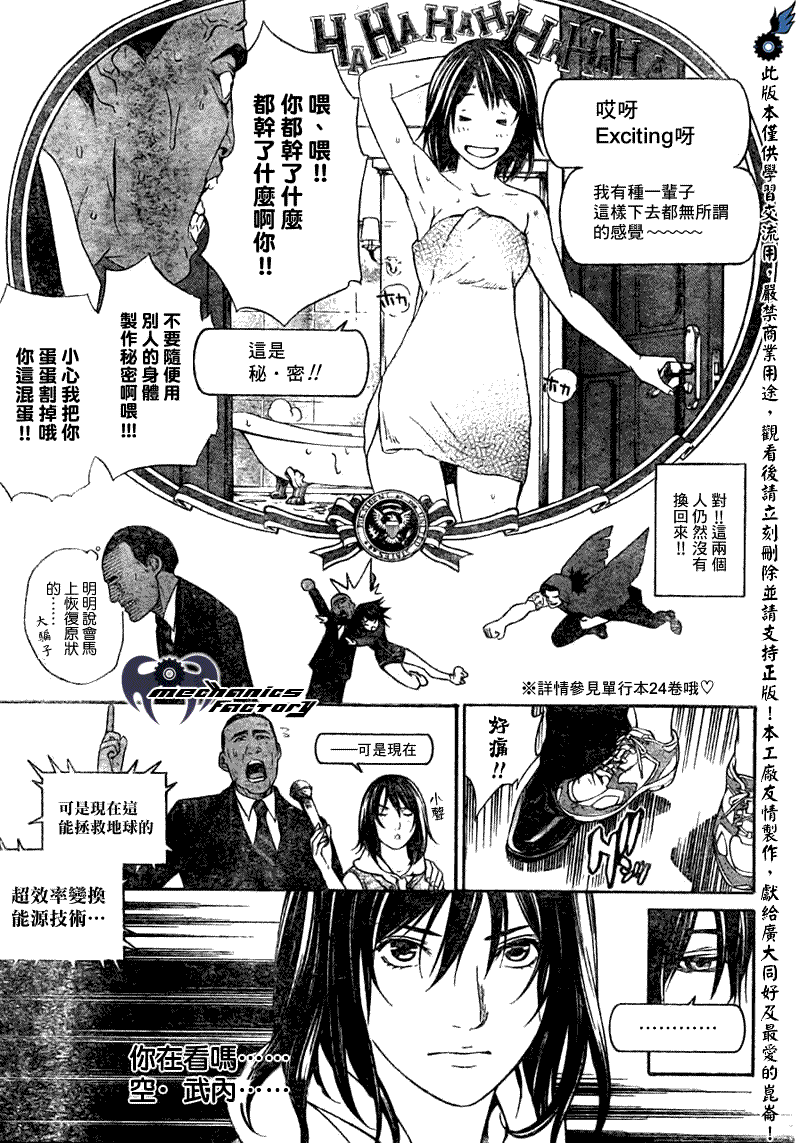 HAHAHAHAHAHAHAHA
哎呀
Exciting呀
我有種一輩子
這樣下去都無所謂
的感覺～～～～～
喂、喂!!
你都幹了什麼
都幹了什麼啊你!!
ホカ
ホカ
這是
秘・密!!
不要隨便用
別人的身體
製作秘密啊喂!!!
小心我把你
蛋蛋割掉哦
你這混蛋!!
對!!這兩個
人仍然沒有
換回來!!
明明說會馬
上恢復原狀
的……
大騙子
※詳情參見單行本24卷哦♡
mechanics
factory
好痛!!
——可是現在
小聲
可是現在這
能拯救地球的
超效率變換
能源技術…
…………
你在看嗎……
空・武內……
此版本僅供學習交流用，嚴禁商業用途，觀看後請立刻刪除並請支持正版！本工廠友情製作，獻給廣大同好及最愛的崑崙！